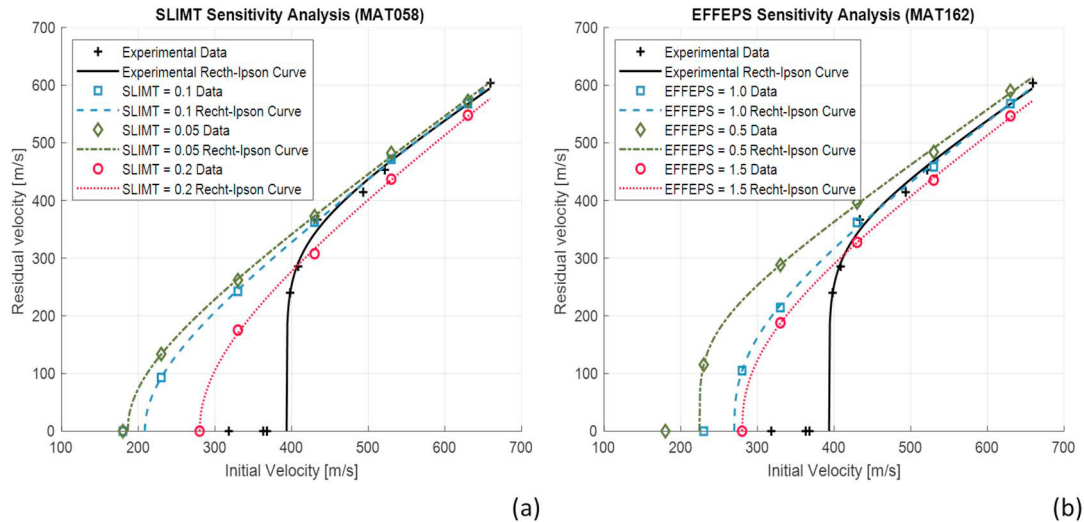 SLIMT Sensitivity Analysis (MAT058)
Experimental Data
Experimental Recth-Ipson Curve
SLIMT = 0.1 Data
SLIMT = 0.1 Recht-Ipson Curve
SLIMT = 0.05 Data
SLIMT = 0.05 Recht-Ipson Curve
SLIMT = 0.2 Data
SLIMT = 0.2 Recht-Ipson Curve
Residual velocity [m/s]
700
600
500
400
300
200
100
0
100 200 300 400 500 600 700
Initial Velocity [m/s]
(a)
EFFEPS Sensitivity Analysis (MAT162)
Experimental Data
Experimental Recth-Ipson Curve
EFFEPS = 1.0 Data
EFFEPS = 1.0 Recht-Ipson Curve
EFFEPS = 0.5 Data
EFFEPS = 0.5 Recht-Ipson Curve
EFFEPS = 1.5 Data
EFFEPS = 1.5 Recht-Ipson Curve
Residual Velocity [m/s]
700
600
500
400
300
200
100
0
100 200 300 400 500 600 700
Initial Velocity [m/s]
(b)